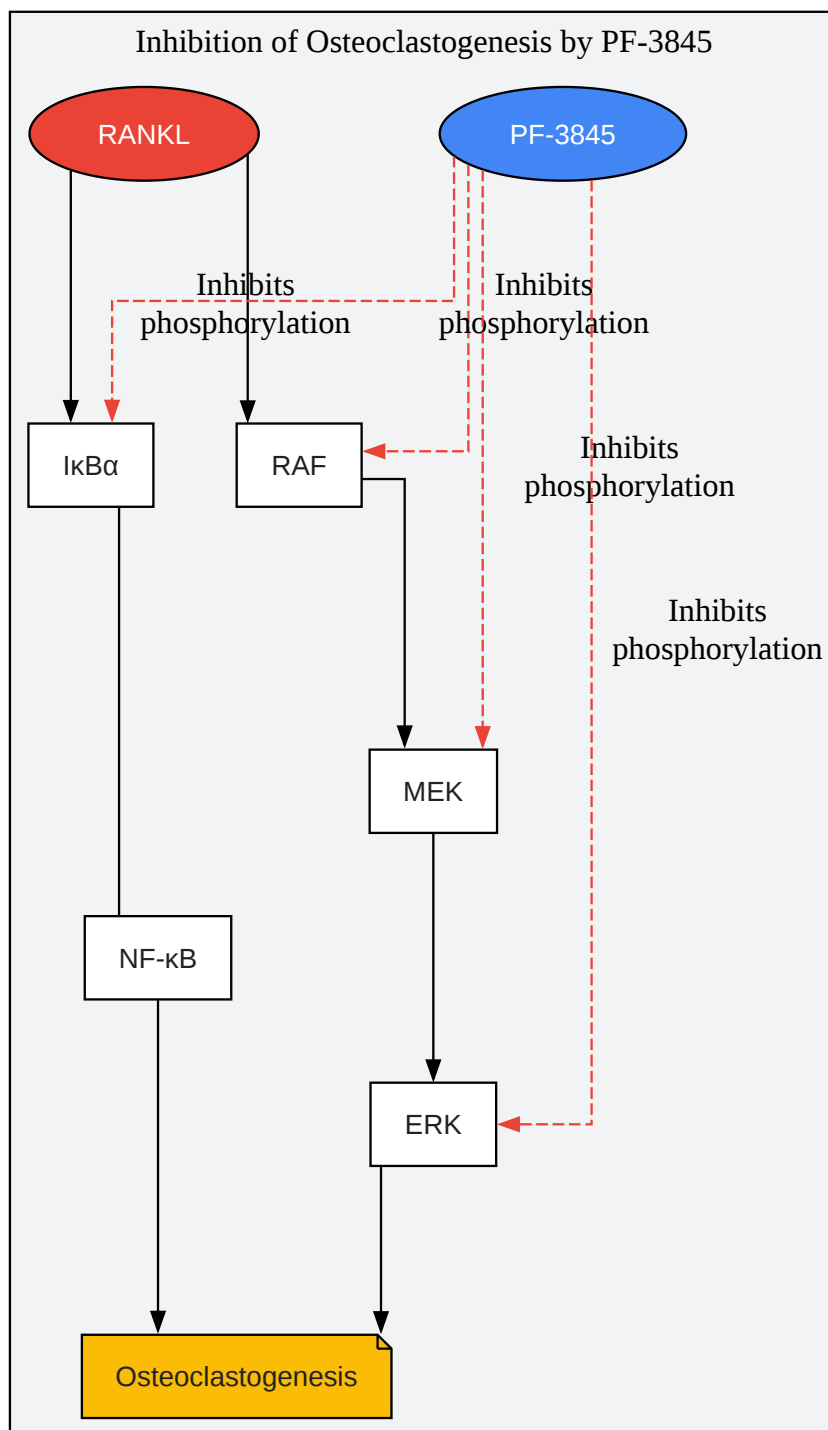 Inhibition of Osteoclastogenesis by PF-3845
RANKL
PF-3845
Inhibits
phosphorylation
Inhibits
phosphorylation
IκBα
RAF
Inhibits
phosphorylation
Inhibits
phosphorylation
MEK
NF-κB
ERK
Osteoclastogenesis